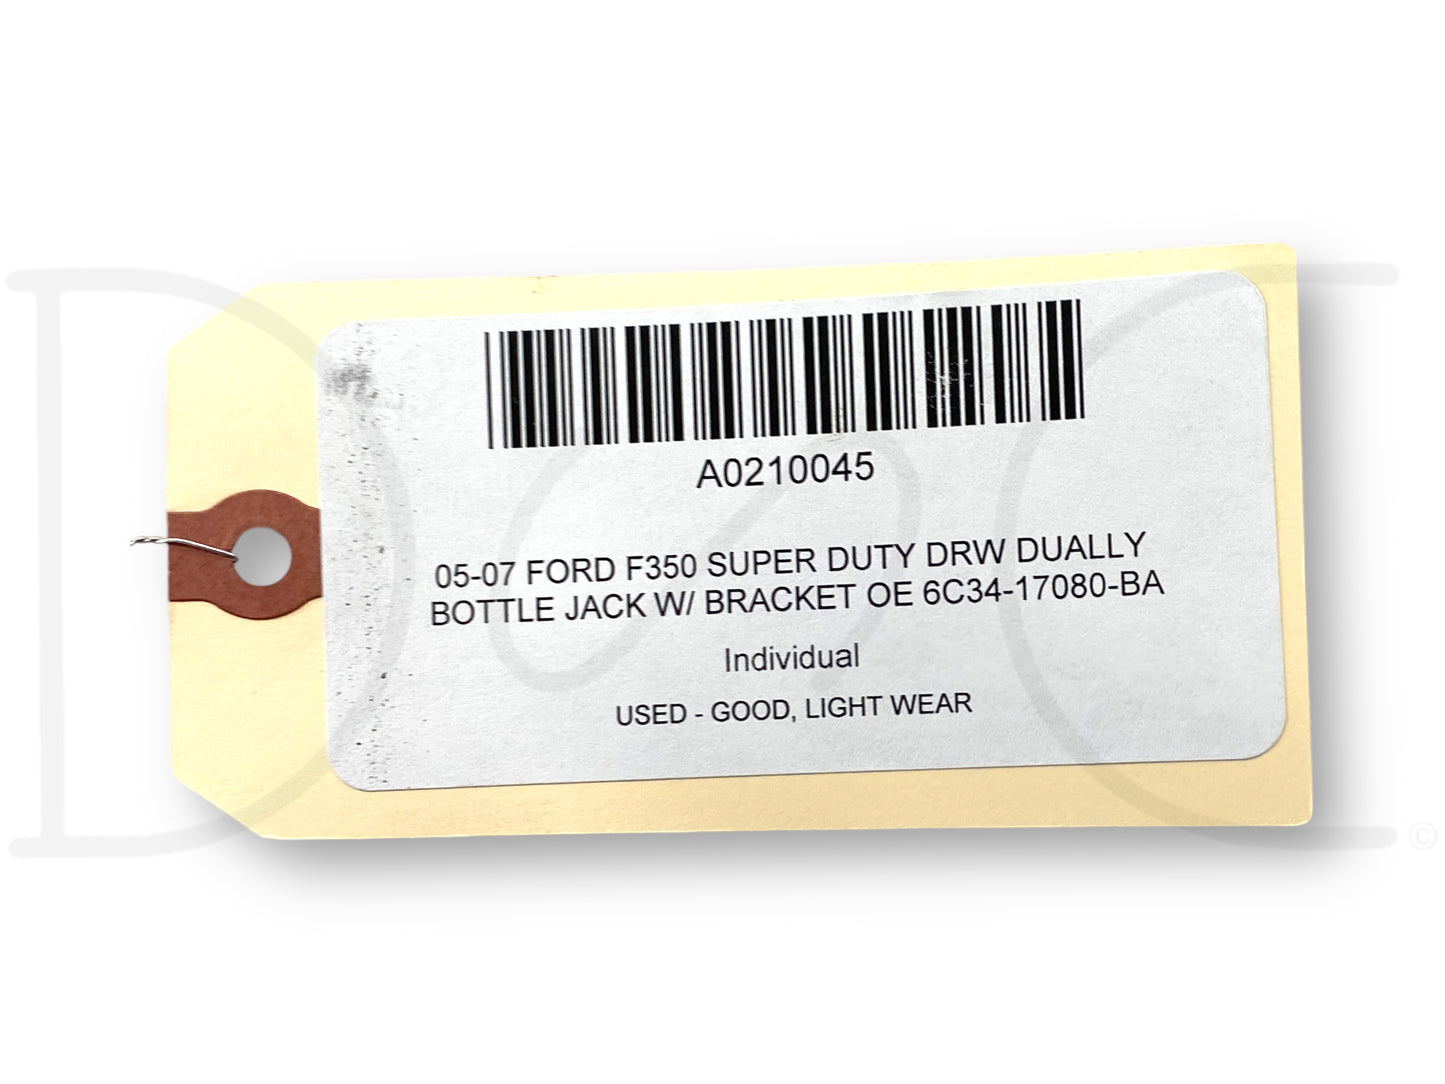 A0210045
05-07 FORD F350 SUPER DUTY DRW DUALLY
BOTTLE JACK W/ BRACKET OE 6C34-17080-BA
Individual
USED - GOOD, LIGHT WEAR
©